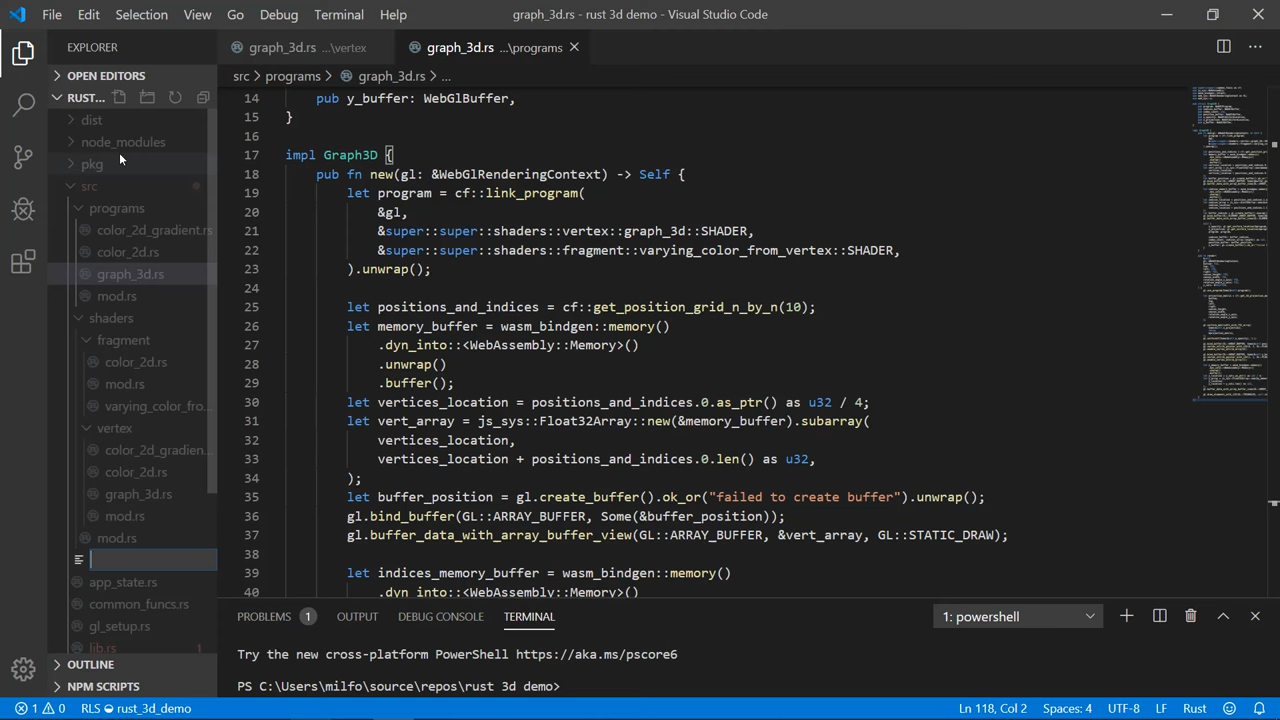 File Edit Selection View Go Debug Terminal Help graph_3d.rs - rust 3d demo - Visual Studio Code
EXPLORER
graph_3d.rs ...\vertex graph_3d.rs ...\programs
OPEN EDITORS
RUST...
src > programs > graph_3d.rs > ...
dist
node_modules
pkg
src
programs
color_2d_gradient.rs
color_2d.rs
graph_3d.rs
mod.rs
shaders
fragment
color_2d.rs
mod.rs
varying_color_fro...
vertex
color_2d_gradien...
color_2d.rs
graph_3d.rs
mod.rs
mod.rs
app_state.rs
common_funcs.rs
gl_setup.rs
lib.rs 1
OUTLINE
NPM SCRIPTS
14 pub y_buffer: WebGlBuffer,
15 }
16
17 impl Graph3D {
18 pub fn new(gl: &WebGlRenderingContext) -> Self {
19 let program = cf::link_program(
20 &gl,
21 &super::super::shaders::vertex::graph_3d::SHADER,
22 &super::super::shaders::fragment::varying_color_from_vertex::SHADER,
23 ).unwrap();
24
25 let positions_and_indices = cf::get_position_grid_n_by_n(10);
26 let memory_buffer = wasm_bindgen::memory()
27 .dyn_into::<WebAssembly::Memory>()
28 .unwrap()
29 .buffer();
30 let vertices_location = positions_and_indices.0.as_ptr() as u32 / 4;
31 let vert_array = js_sys::Float32Array::new(&memory_buffer).subarray(
32 vertices_location,
33 vertices_location + positions_and_indices.0.len() as u32,
34 );
35 let buffer_position = gl.create_buffer().ok_or("failed to create buffer").unwrap();
36 gl.bind_buffer(GL::ARRAY_BUFFER, Some(&buffer_position));
37 gl.buffer_data_with_array_buffer_view(GL::ARRAY_BUFFER, &vert_array, GL::STATIC_DRAW);
38
39 let indices_memory_buffer = wasm_bindgen::memory()
40 .dyn_into::<WebAssembly::Memory>()
PROBLEMS 1 OUTPUT DEBUG CONSOLE TERMINAL 1: powershell
Try the new cross-platform PowerShell https://aka.ms/pscore6
PS C:\Users\milfo\source\repos\rust 3d demo>
1 0 RLS rust_3d_demo Ln 118, Col 2 Spaces: 4 UTF-8 LF Rust